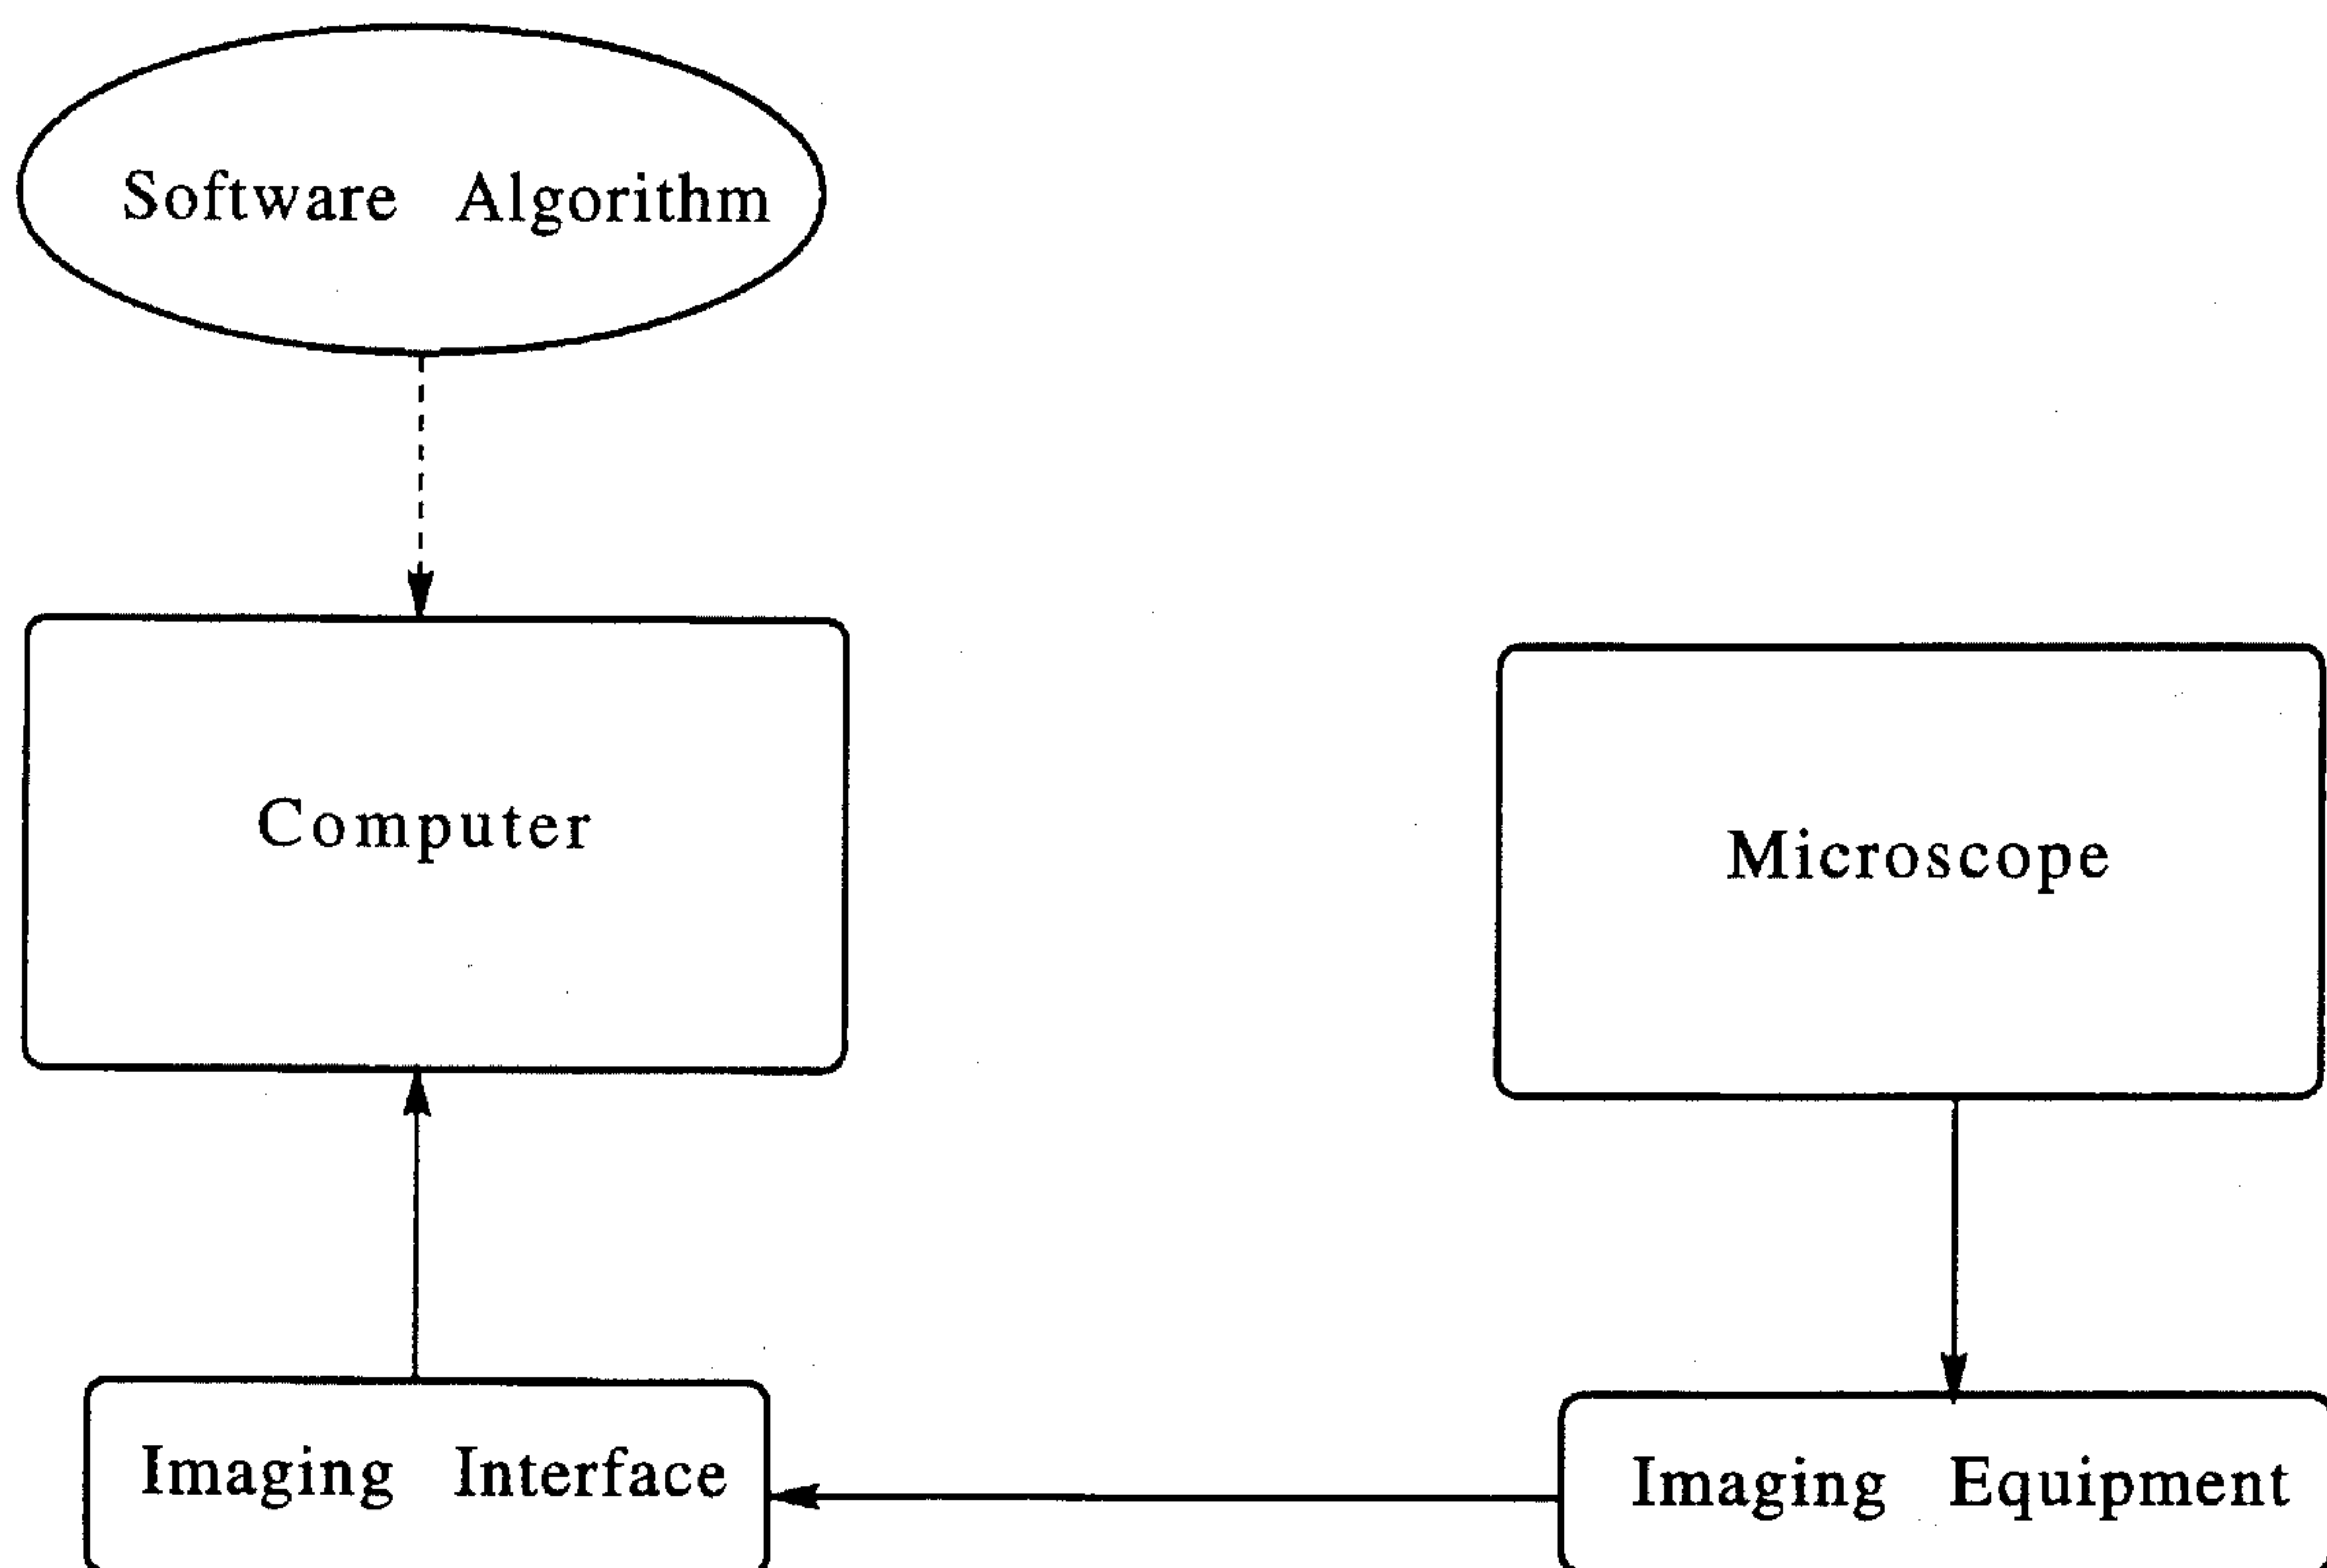 Software Algorithm
Computer
Microscope
Imaging Interface
Imaging Equipment